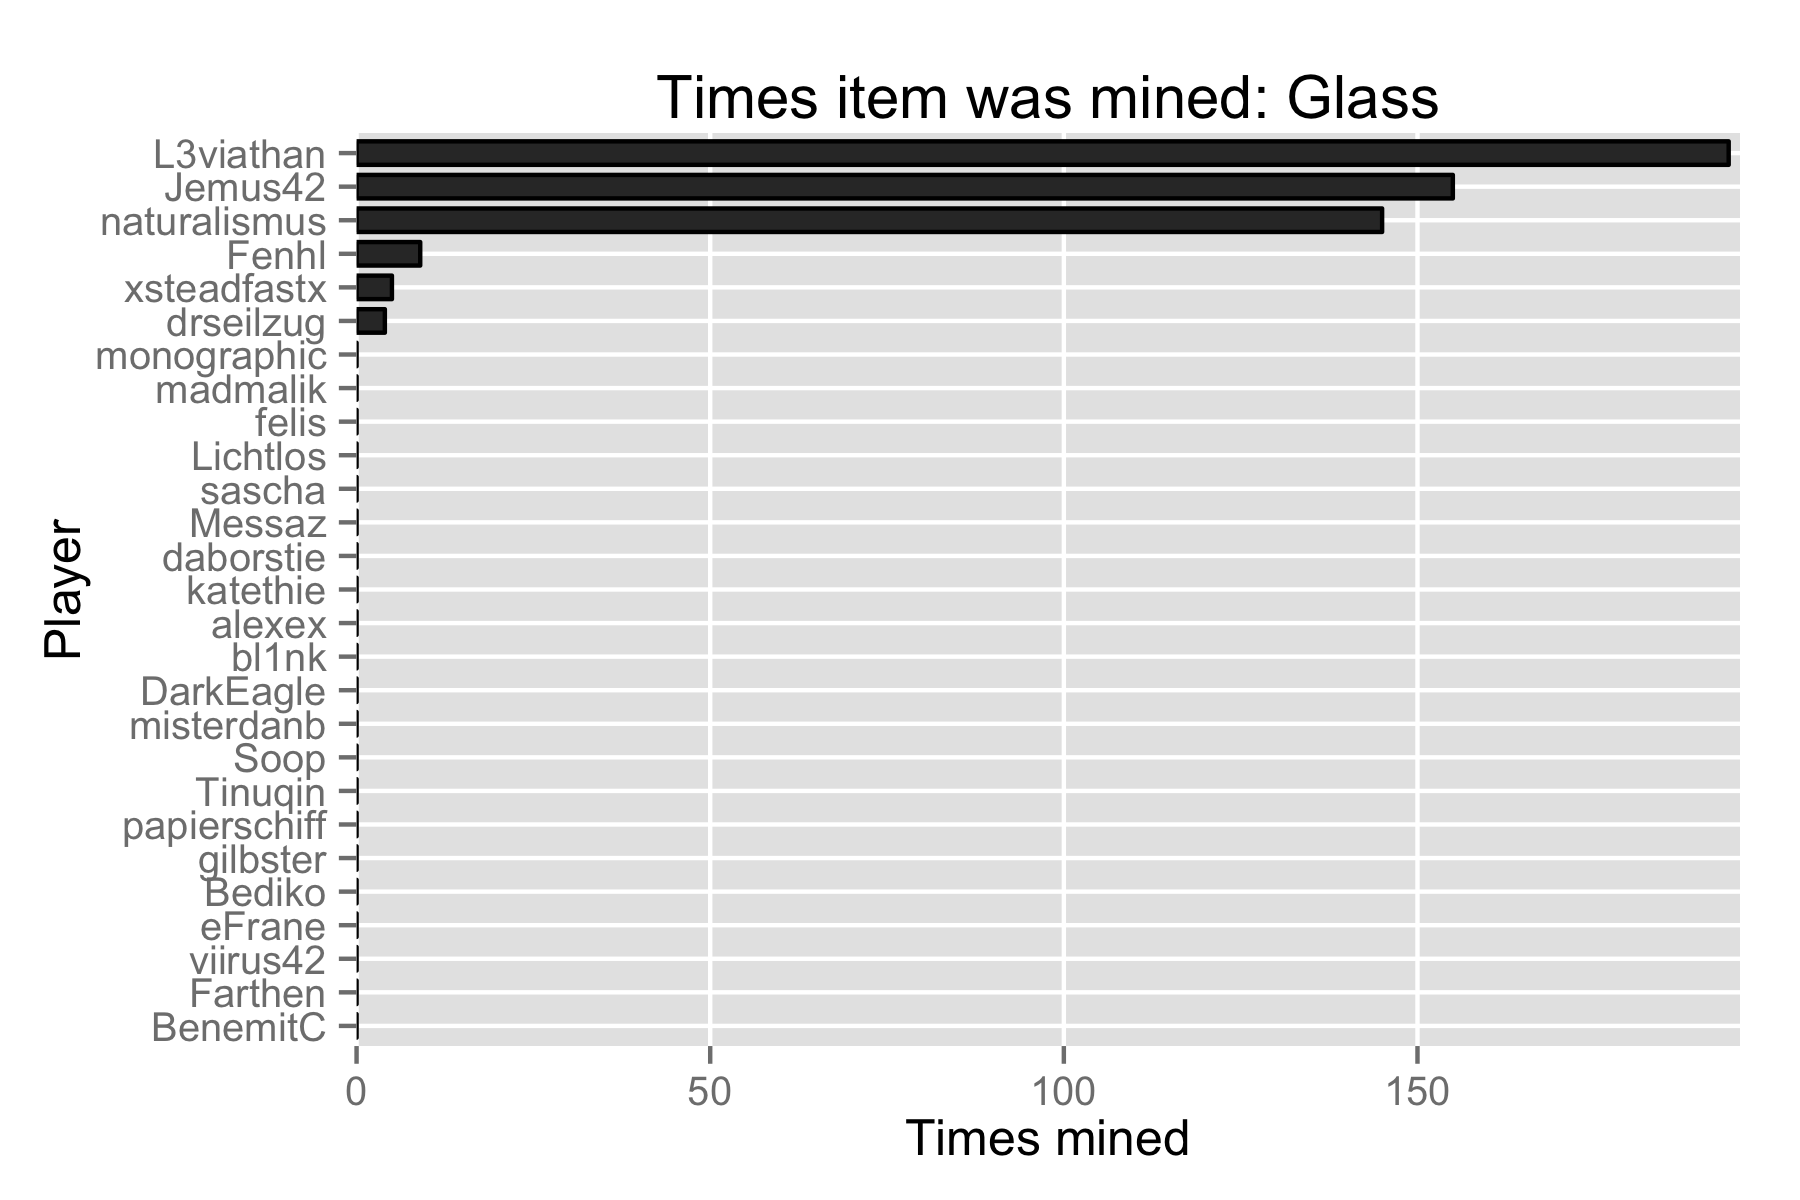 Times item was mined: Glass
L3viathan
Jemus42
naturalismus
Fenhl
xsteadfastx
drseilzug
monographic
madmalik
felis
Lichtlos
sascha
Messaz
daborstie
katethie
alexex
bl1nk
DarkEagle
misterdanb
Soop
Tinuqin
papierschiff
gilbster
Bediko
eFrane
viirus42
Farthen
BenemitC
Player
0 50 100 150
Times mined